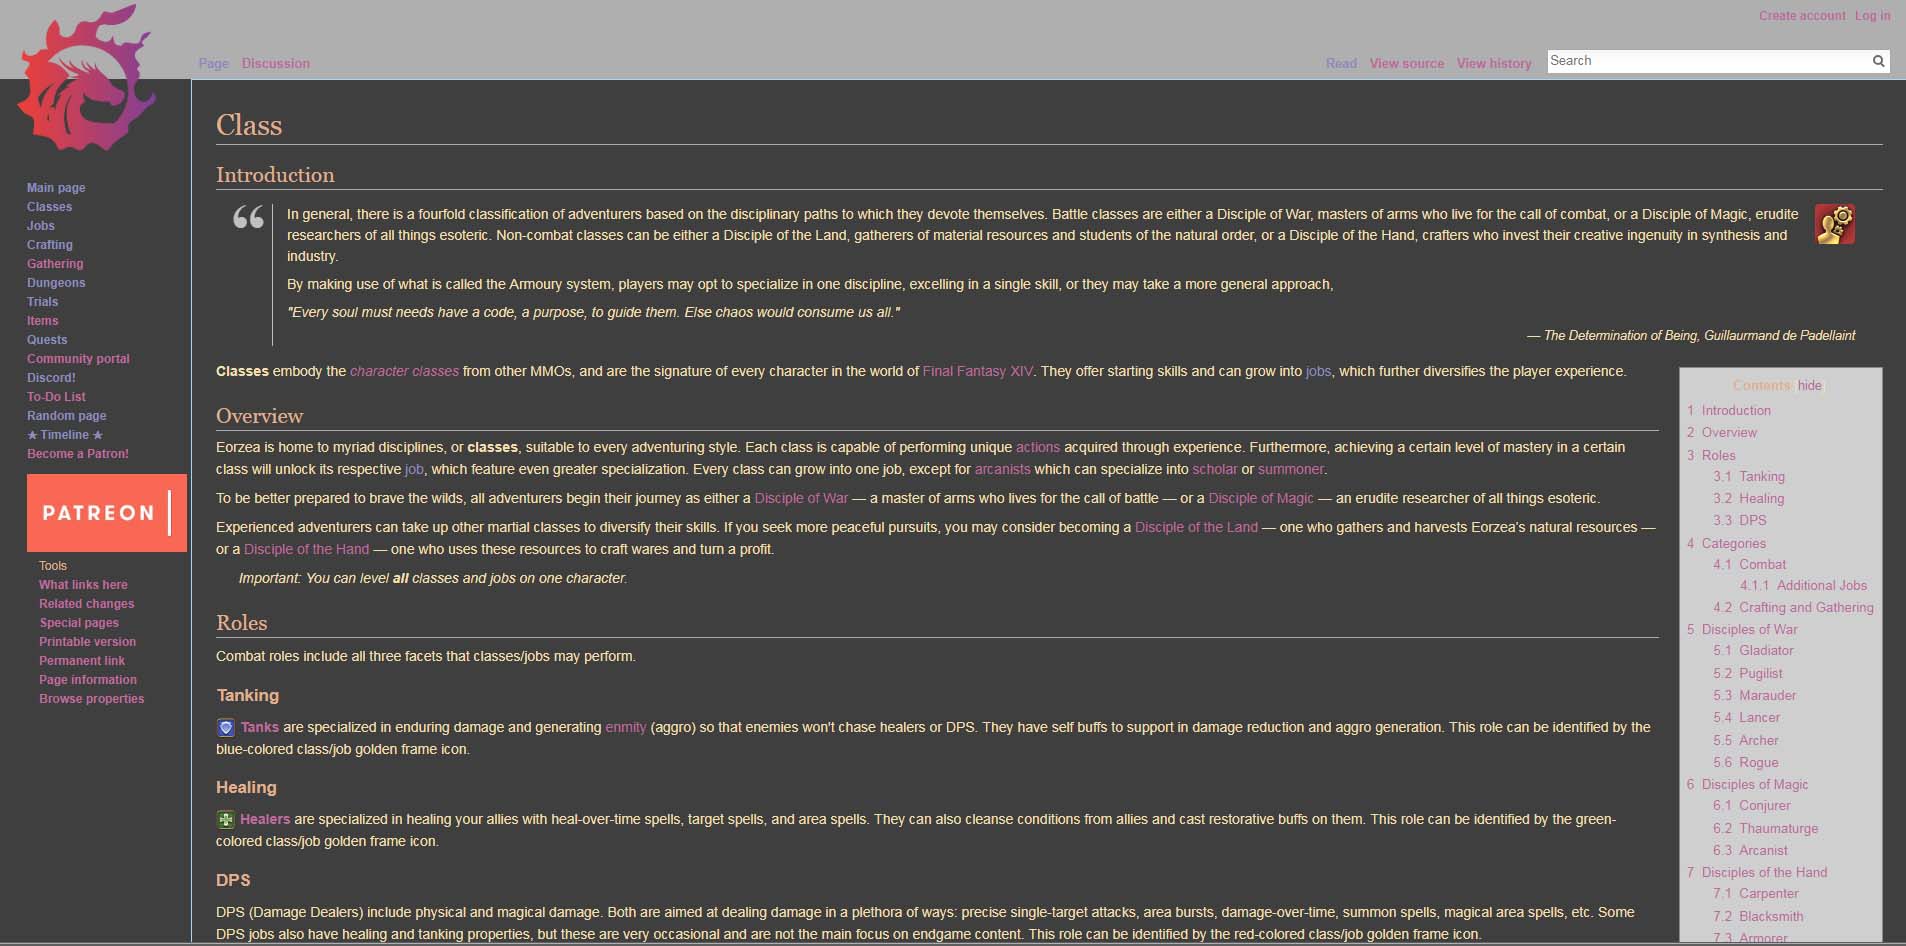 Create account Log in
Page Discussion
Read View source View history Search
Class
Introduction
“ In general, there is a fourfold classification of adventurers based on the disciplinary paths to which they devote themselves. Battle classes are either a Disciple of War, masters of arms who live for the call of combat, or a Disciple of Magic, erudite
researchers of all things esoteric. Non-combat classes can be either a Disciple of the Land, gatherers of material resources and students of the natural order, or a Disciple of the Hand, crafters who invest their creative ingenuity in synthesis and
industry.
By making use of what is called the Armoury system, players may opt to specialize in one discipline, excelling in a single skill, or they may take a more general approach,
"Every soul must needs have a code, a purpose, to guide them. Else chaos would consume us all."
— The Determination of Being, Guillaurmand de Padellaint
Classes embody the character classes from other MMOs, and are the signature of every character in the world of Final Fantasy XIV. They offer starting skills and can grow into jobs, which further diversifies the player experience.
Overview
Eorzea is home to myriad disciplines, or classes, suitable to every adventuring style. Each class is capable of performing unique actions acquired through experience. Furthermore, achieving a certain level of mastery in a certain
class will unlock its respective job, which feature even greater specialization. Every class can grow into one job, except for arcanists which can specialize into scholar or summoner.
To be better prepared to brave the wilds, all adventurers begin their journey as either a Disciple of War — a master of arms who lives for the call of battle — or a Disciple of Magic — an erudite researcher of all things esoteric.
Experienced adventurers can take up other martial classes to diversify their skills. If you seek more peaceful pursuits, you may consider becoming a Disciple of the Land — one who gathers and harvests Eorzea's natural resources —
or a Disciple of the Hand — one who uses these resources to craft wares and turn a profit.
Important: You can level all classes and jobs on one character.
Roles
Combat roles include all three facets that classes/jobs may perform.
Tanking
Tanks are specialized in enduring damage and generating enmity (aggro) so that enemies won't chase healers or DPS. They have self buffs to support in damage reduction and aggro generation. This role can be identified by the
blue-colored class/job golden frame icon.
Healing
Healers are specialized in healing your allies with heal-over-time spells, target spells, and area spells. They can also cleanse conditions from allies and cast restorative buffs on them. This role can be identified by the green-
colored class/job golden frame icon.
DPS
DPS (Damage Dealers) include physical and magical damage. Both are aimed at dealing damage in a plethora of ways: precise single-target attacks, area bursts, damage-over-time, summon spells, magical area spells, etc. Some
DPS jobs also have healing and tanking properties, but these are very occasional and are not the main focus on endgame content. This role can be identified by the red-colored class/job golden frame icon.
Contents [hide]
1 Introduction
2 Overview
3 Roles
3.1 Tanking
3.2 Healing
3.3 DPS
4 Categories
4.1 Combat
4.1.1 Additional Jobs
4.2 Crafting and Gathering
5 Disciples of War
5.1 Gladiator
5.2 Pugilist
5.3 Marauder
5.4 Lancer
5.5 Archer
5.6 Rogue
6 Disciples of Magic
6.1 Conjurer
6.2 Thaumaturge
6.3 Arcanist
7 Disciples of the Hand
7.1 Carpenter
7.2 Blacksmith
7.3 Armorer
Main page
Classes
Jobs
Crafting
Gathering
Dungeons
Trials
Items
Quests
Community portal
Discord!
To-Do List
Random page
★ Timeline ★
Become a Patron!
PATREON
Tools
What links here
Related changes
Special pages
Printable version
Permanent link
Page information
Browse properties